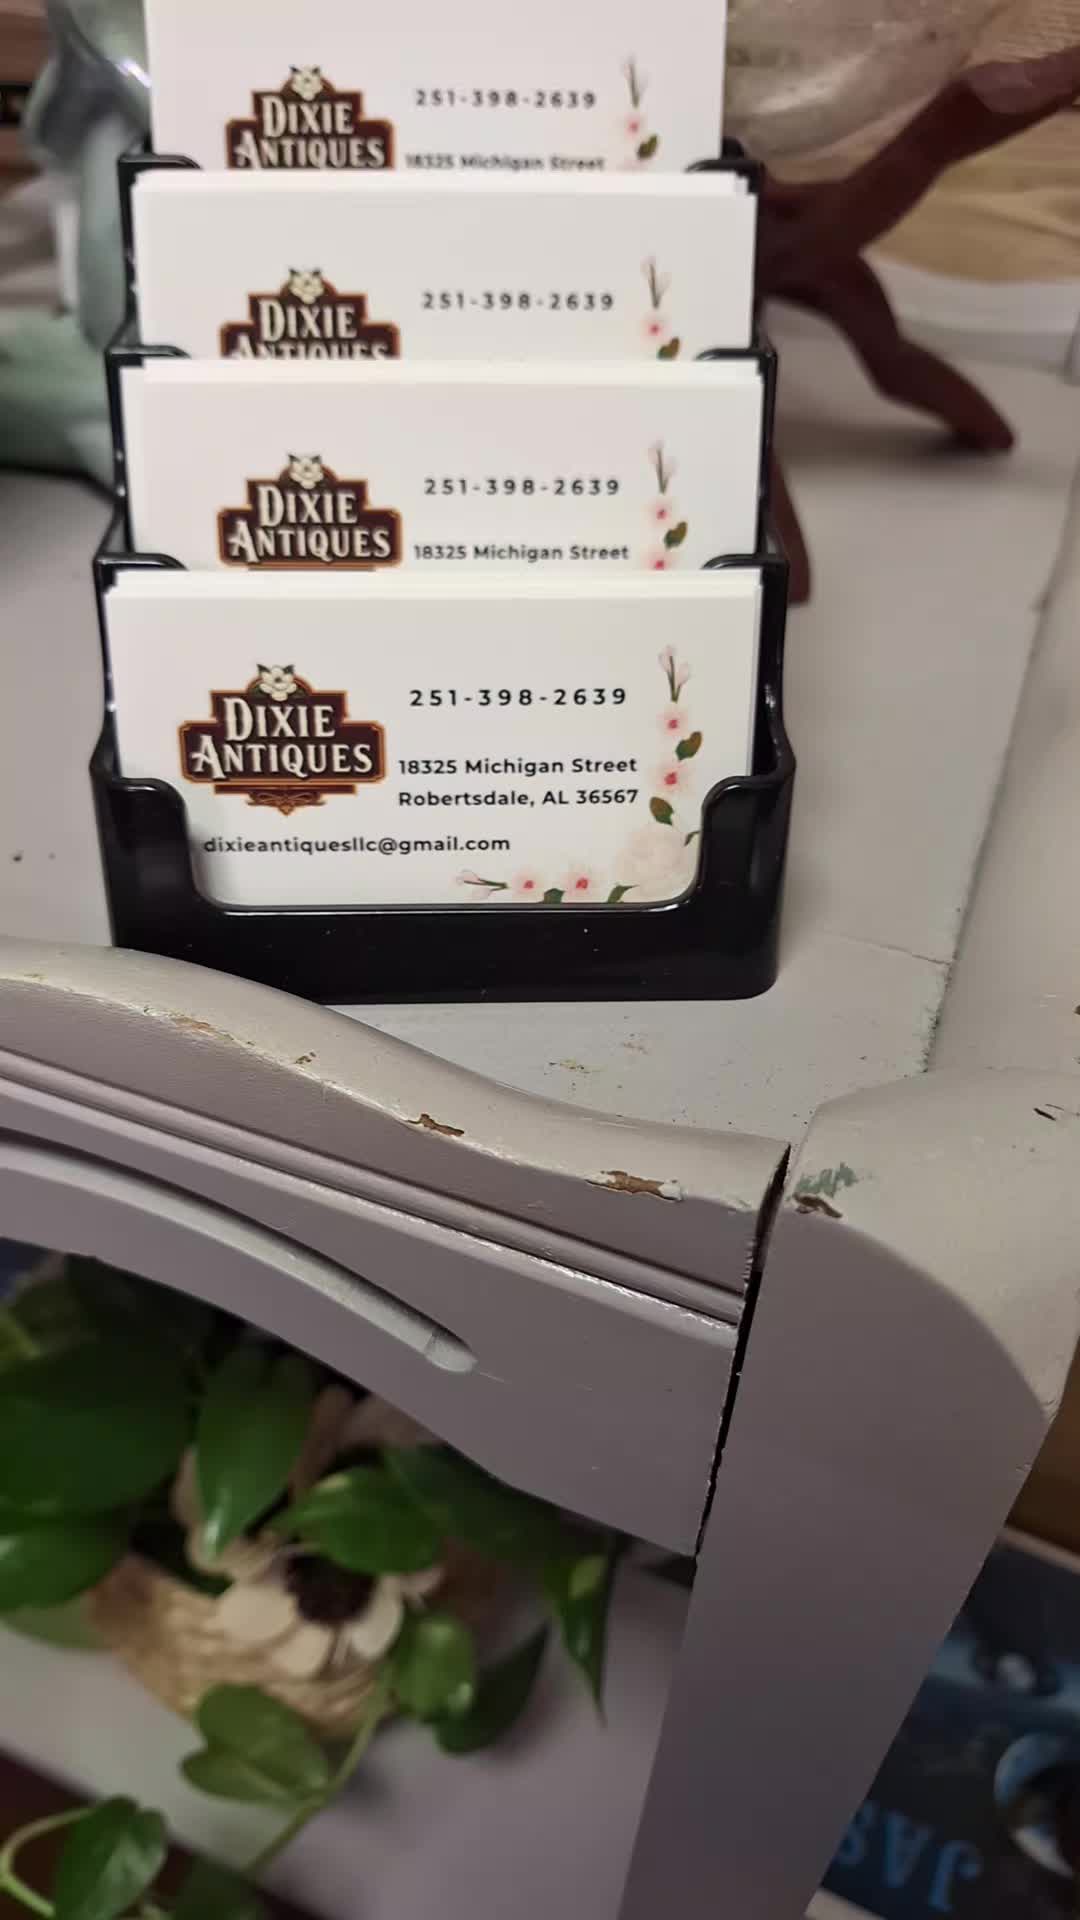 DIXIE
ANTIQUES
251-398-2639
18325 Michigan Street
DIXIE
ANTIQUES
251-398-2639
DIXIE
ANTIQUES
251-398-2639
18325 Michigan Street
DIXIE
ANTIQUES
251-398-2639
18325 Michigan Street
Robertsdale, AL 36567
dixieantiquesllc@gmail.com